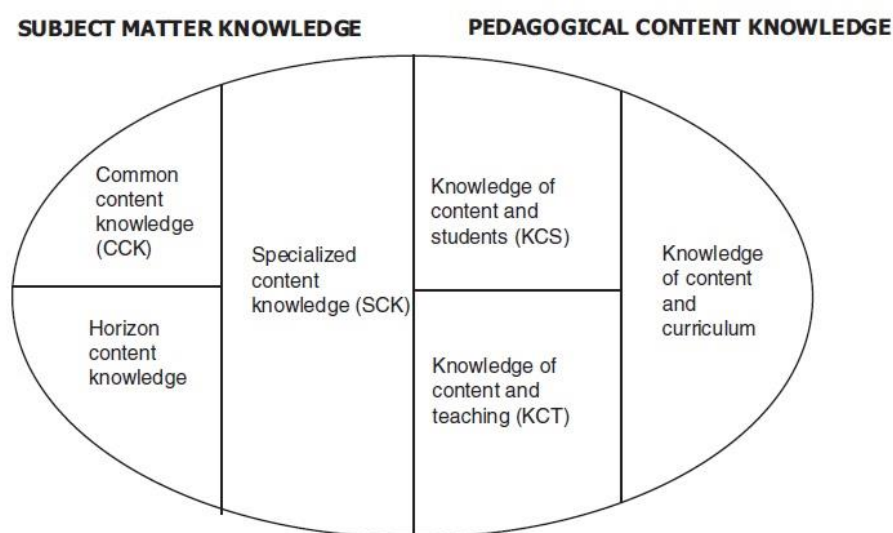 SUBJECT MATTER KNOWLEDGE
PEDAGOGICAL CONTENT KNOWLEDGE
Common
content
knowledge
(CCK)
Horizon
content
knowledge
Specialized
content
knowledge (SCK)
Knowledge of
content and
students (KCS)
Knowledge of
content and
teaching (KCT)
Knowledge
of content
and
curriculum